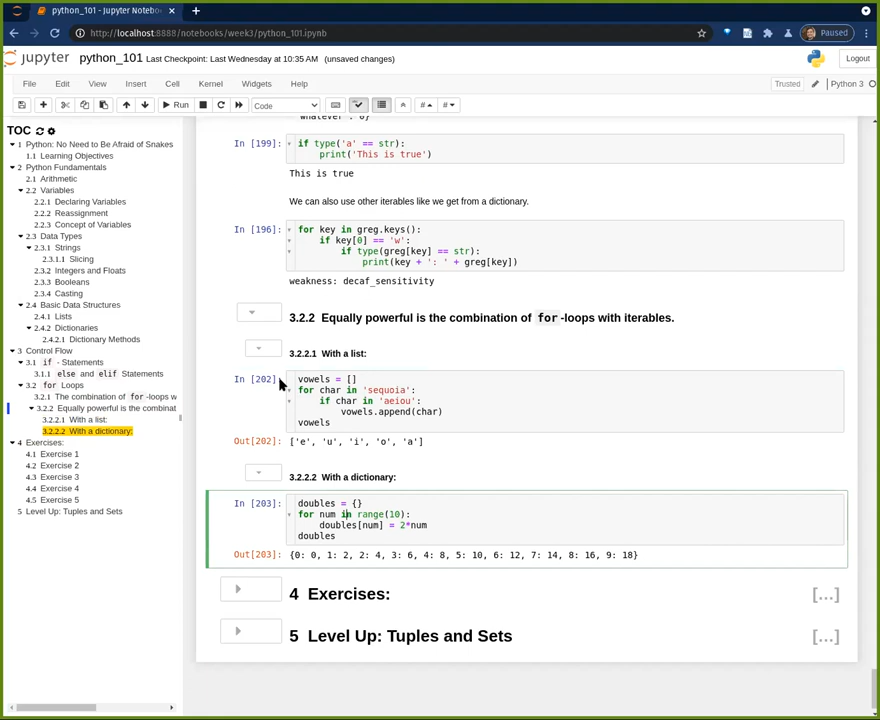 python_101 - Jupyter Notebo
http://localhost:8888/notebooks/week3/python_101.ipynb
Paused
jupyter python_101 Last Checkpoint: Last Wednesday at 10:35 AM (unsaved changes)
Logout
File Edit View Insert Cell Kernel Widgets Help
Trusted
Python 3
Run
Code
TOC
1 Python: No Need to Be Afraid of Snakes
1.1 Learning Objectives
2 Python Fundamentals
2.1 Arithmetic
2.2 Variables
2.2.1 Declaring Variables
2.2.2 Reassignment
2.2.3 Concept of Variables
2.3 Data Types
2.3.1 Strings
2.3.1.1 Slicing
2.3.2 Integers and Floats
2.3.3 Booleans
2.3.4 Casting
2.4 Basic Data Structures
2.4.1 Lists
2.4.2 Dictionaries
2.4.2.1 Dictionary Methods
3 Control Flow
3.1 if - Statements
3.1.1 else and elif Statements
3.2 for Loops
3.2.1 The combination of for -loops w
3.2.2 Equally powerful is the combinat
3.2.2.1 With a list:
3.2.2.2 With a dictionary:
4 Exercises:
4.1 Exercise 1
4.2 Exercise 2
4.3 Exercise 3
4.4 Exercise 4
4.5 Exercise 5
5 Level Up: Tuples and Sets
'whatever': 0}
In [199]: if type('a' == str):
print('This is true')
This is true
We can also use other iterables like we get from a dictionary.
In [196]: for key in greg.keys():
if key[0] == 'w':
if type(greg[key] == str):
print(key + ': ' + greg[key])
weakness: decaf_sensitivity
3.2.2 Equally powerful is the combination of for -loops with iterables.
3.2.2.1 With a list:
In [202]: vowels = []
for char in 'sequoia':
if char in 'aeiou':
vowels.append(char)
vowels
Out[202]: ['e', 'u', 'i', 'o', 'a']
3.2.2.2 With a dictionary:
In [203]: doubles = {}
for num in range(10):
doubles[num] = 2*num
doubles
Out[203]: {0: 0, 1: 2, 2: 4, 3: 6, 4: 8, 5: 10, 6: 12, 7: 14, 8: 16, 9: 18}
4 Exercises:
[...]
5 Level Up: Tuples and Sets
[...]